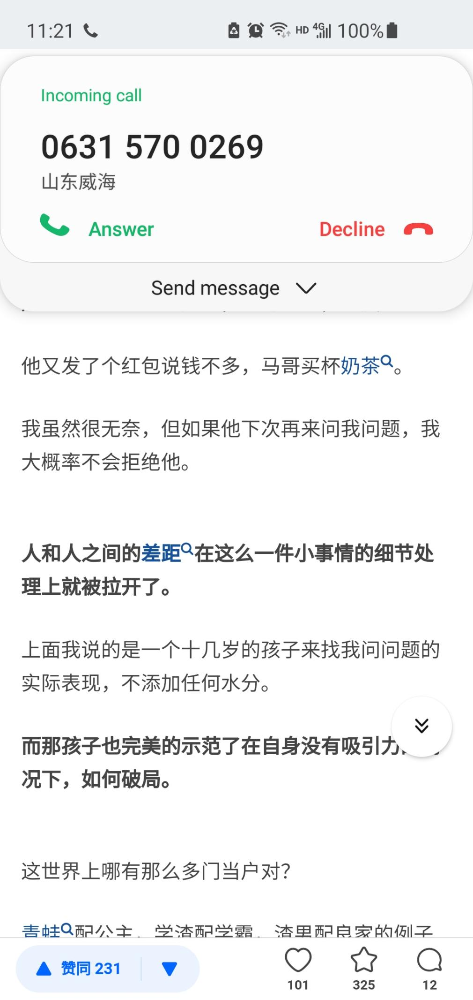 11:21
HD 4G 100%
Incoming call
0631 570 0269
山东威海
Answer
Decline
Send message
他又发了个红包说钱不多，马哥买杯奶茶。
我虽然很无奈，但如果他下次再来问我问题，我
大概率不会拒绝他。
人和人之间的差距在这么一件小事情的细节处
理上就被拉开了。
上面我说的是一个十几岁的孩子来找我问问题的
实际表现，不添加任何水分。
而那孩子也完美的示范了在自身没有吸引力
况下，如何破局。
这世界上哪有那么多门当户对？
青蛙配公主，学渣配学霸，渣男配良家的例子
赞同 231
101
325
12